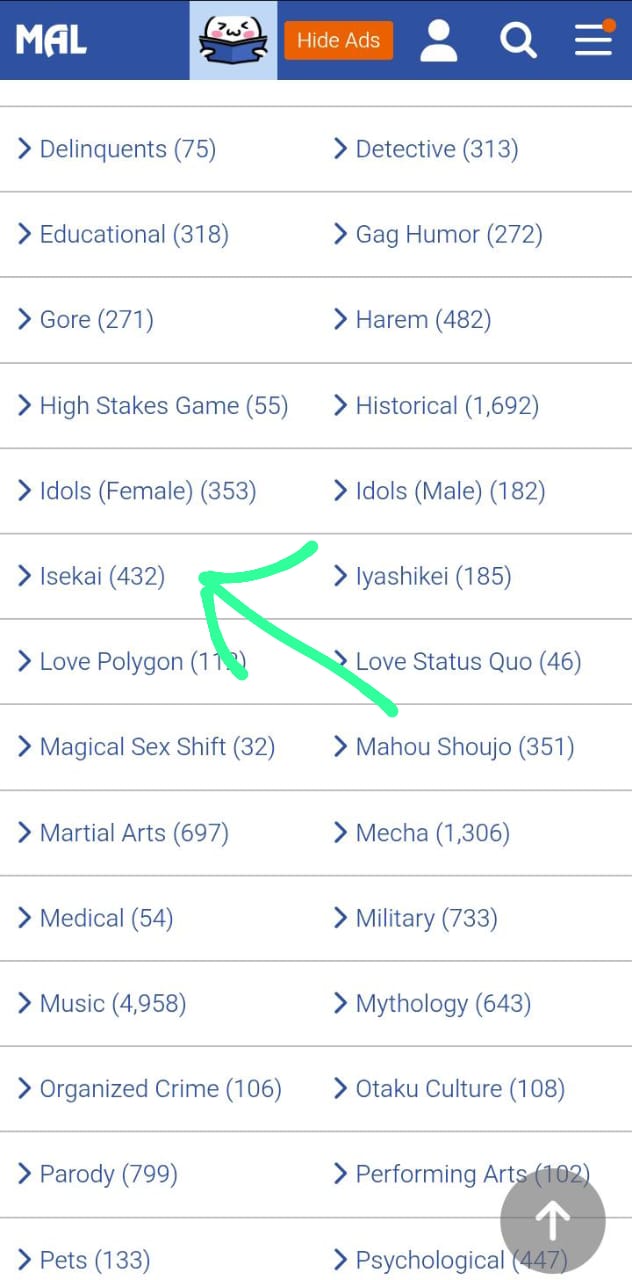 MAL
Hide Ads
Delinquents (75)
Detective (313)
Educational (318)
Gag Humor (272)
Gore (271)
Harem (482)
High Stakes Game (55)
Historical (1,692)
Idols (Female) (353)
Idols (Male) (182)
Isekai (432)
Iyashikei (185)
Love Polygon
Love Status Quo (46)
Magical Sex Shift (32)
Mahou Shoujo (351)
Martial Arts (697)
Mecha (1,306)
Medical (54)
Military (733)
Music (4,958)
Mythology (643)
Organized Crime (106)
Otaku Culture (108)
Parody (799)
Performing Arts (102)
Pets (133)
Psychological (447)